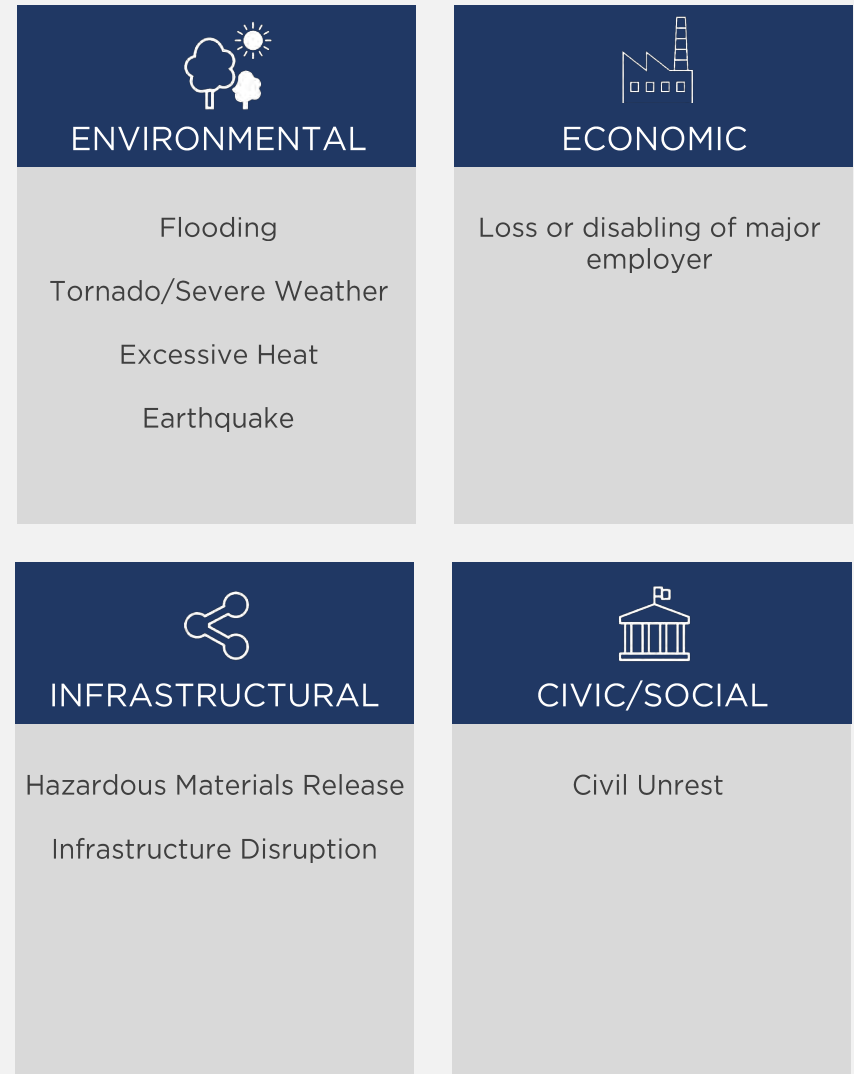 ENVIRONMENTAL
Flooding
Tornado/Severe Weather
Excessive Heat
Earthquake
ECONOMIC
Loss or disabling of major
employer
INFRASTRUCTURAL
Hazardous Materials Release
Infrastructure Disruption
CIVIC/SOCIAL
Civil Unrest